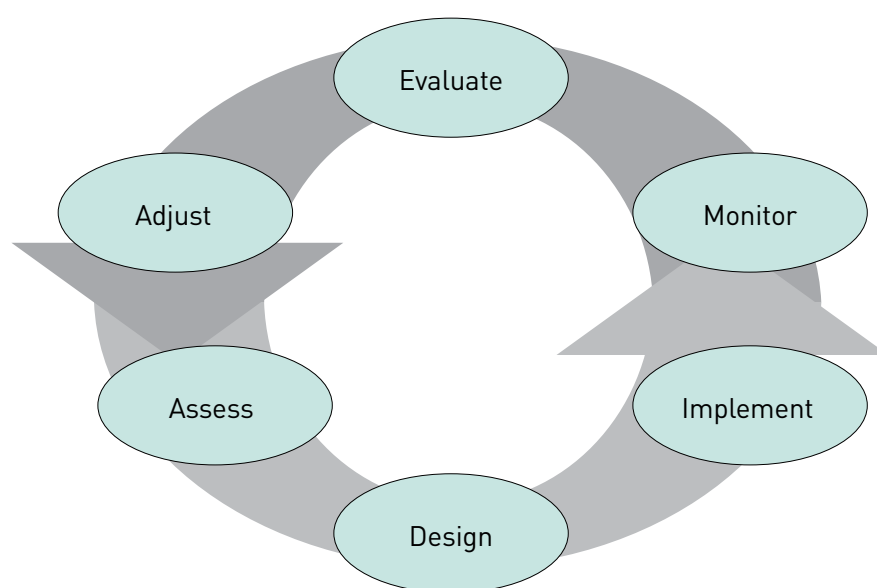 Evaluate
Adjust
Monitor
Assess
Implement
Design